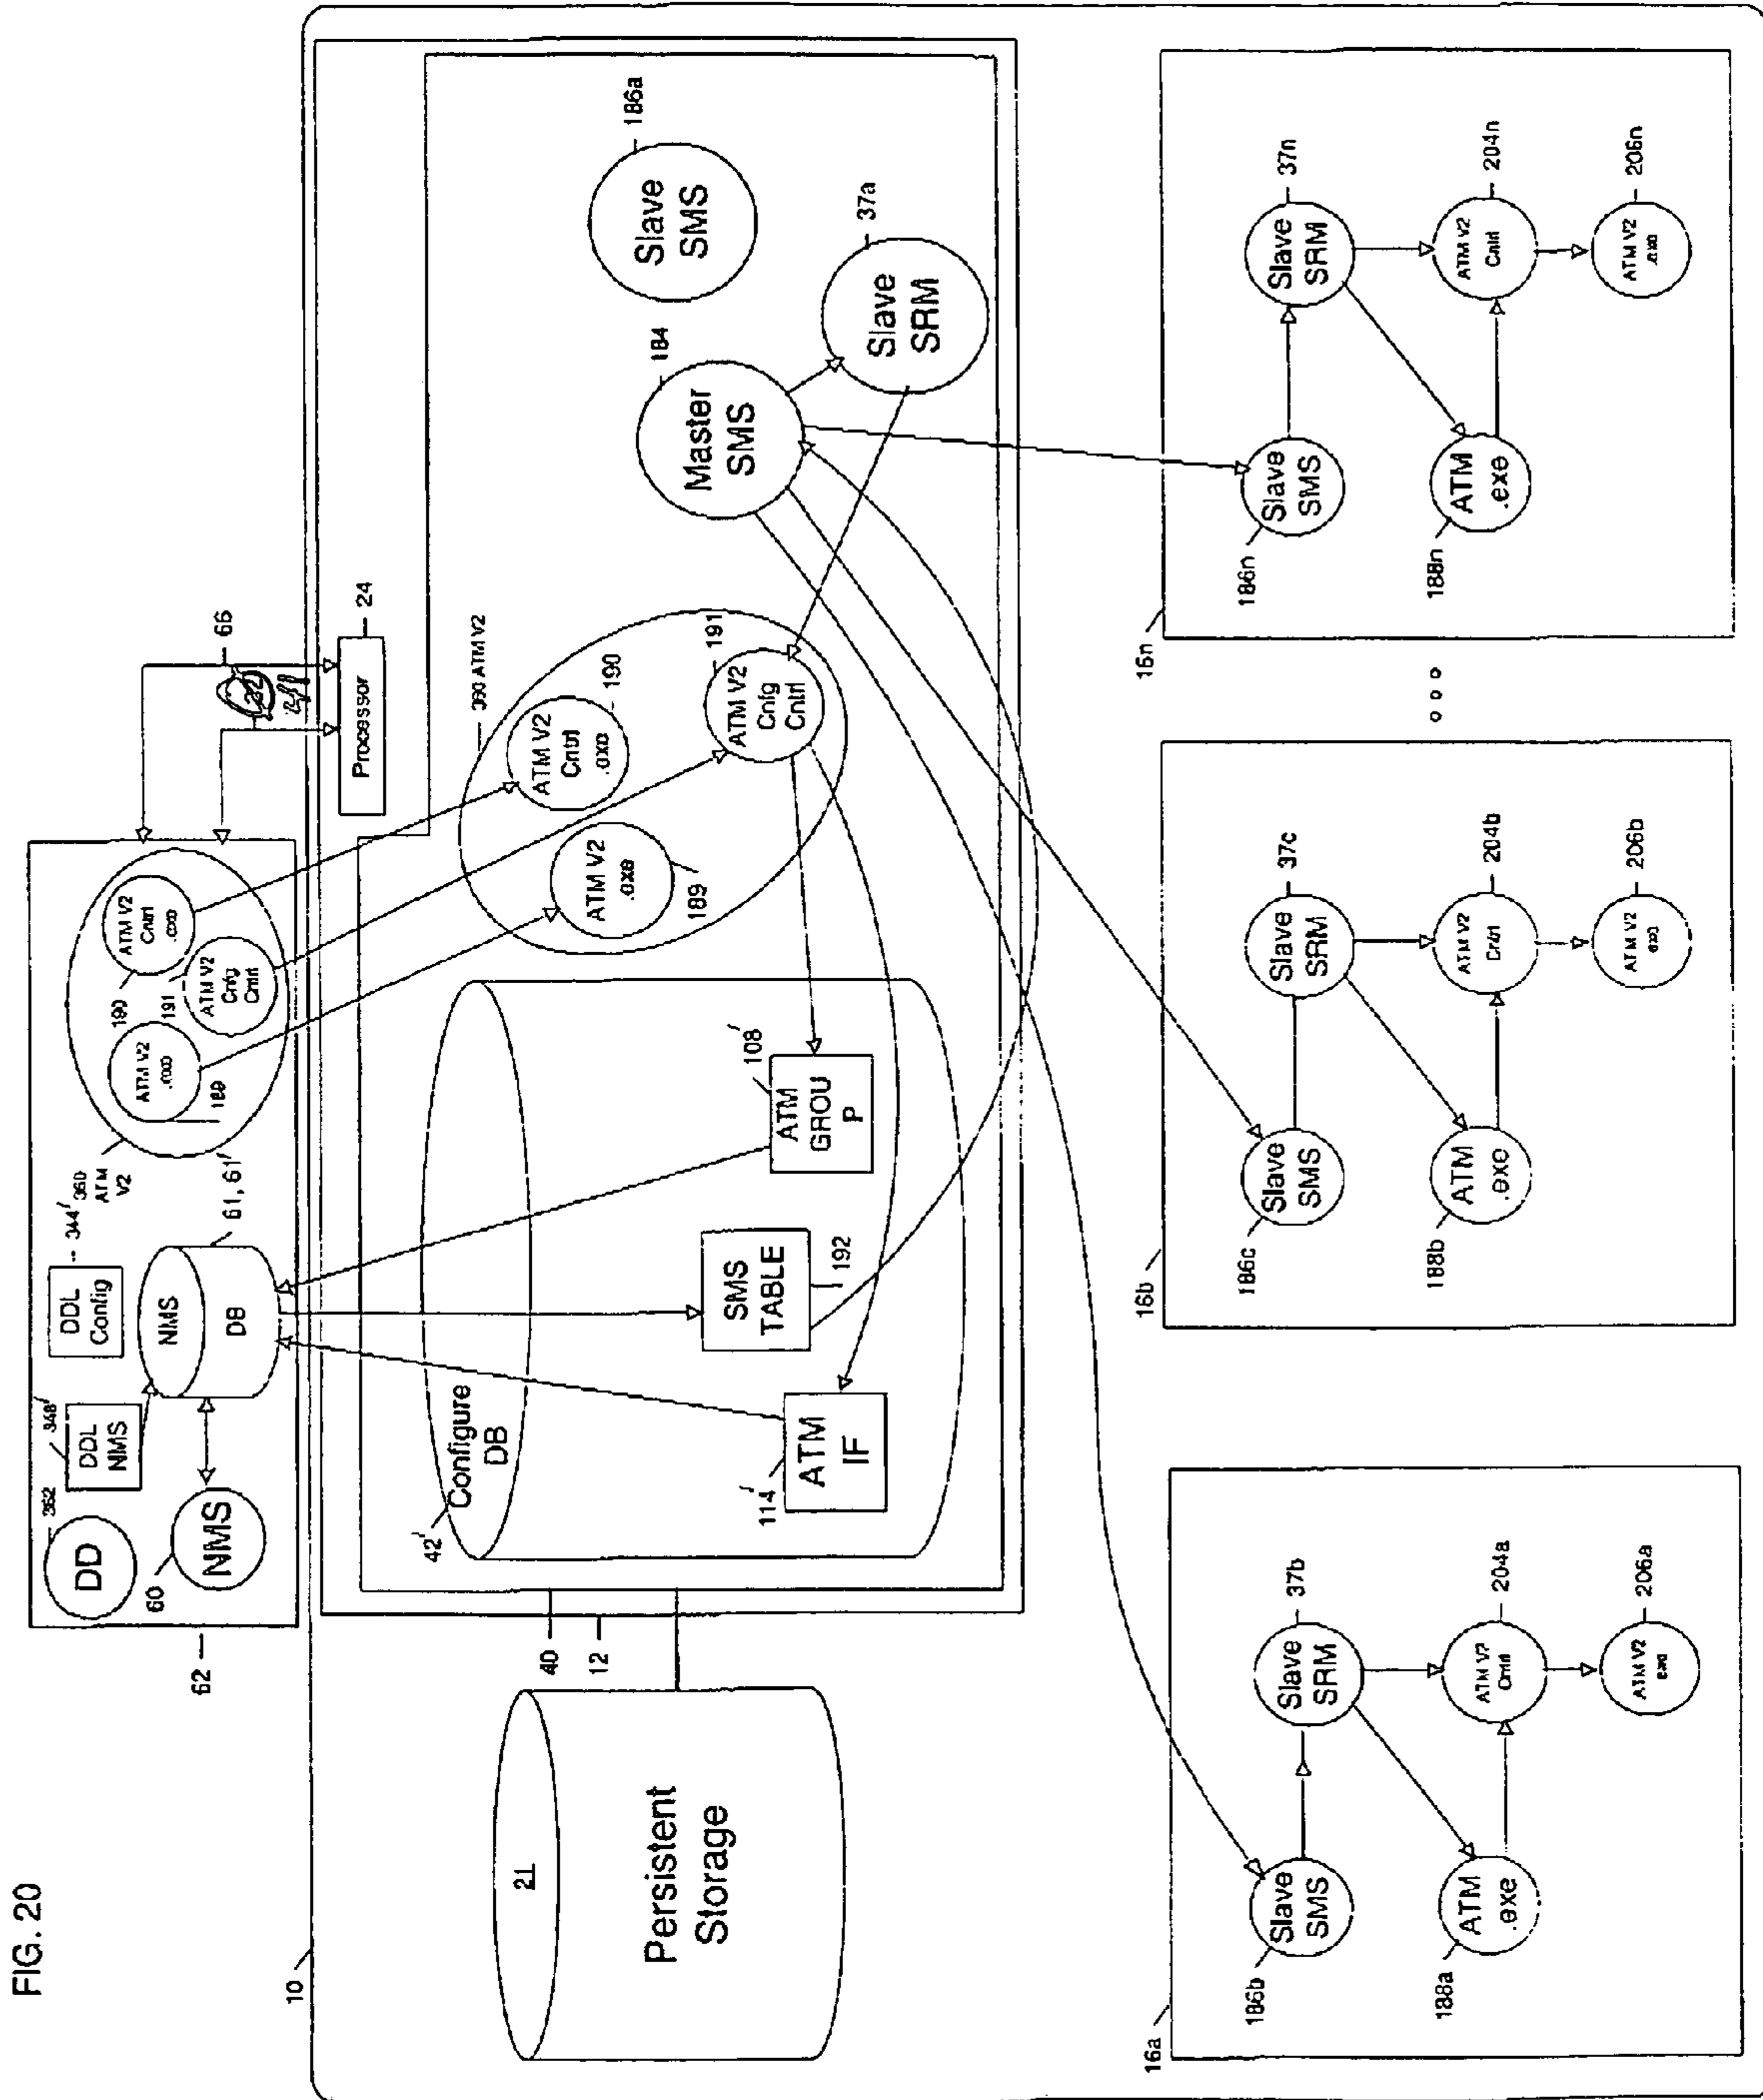 FIG. 20
10
62
DD
362
60
NMS
348'
DDL
NMS
DDL
Config
344'
NMS
DB
61, 61'
360
ATM
V2
ATM V2
189
190
ATM V2
Cntrl
191
ATM V2
Cnfg
Cntrl
66
22
Processor
24
40
12
21
Persistent
Storage
42'
Configure
DB
114'
ATM
IF
SMS
TABLE
192
108'
ATM
GROU
P
360 ATM V2
ATM V2
.exe
189
ATM V2
Cntrl
.exe
190
ATM V2
Cnfg
Cntrl
191
Master
SMS
184
Slave
SMS
186a
Slave
SRM
37a
16a
186b
Slave
SMS
Slave
SRM
37b
188a
ATM
.exe
ATM V2
Cntrl
204a
ATM V2
206a
16b
186c
Slave
SMS
Slave
SRM
37c
188b
ATM
.exe
ATM V2
Cntrl
204b
ATM V2
206b
16n
186n
Slave
SMS
Slave
SRM
37n
188n
ATM
.exe
ATM V2
Cntrl
204n
ATM V2
.exe
206n